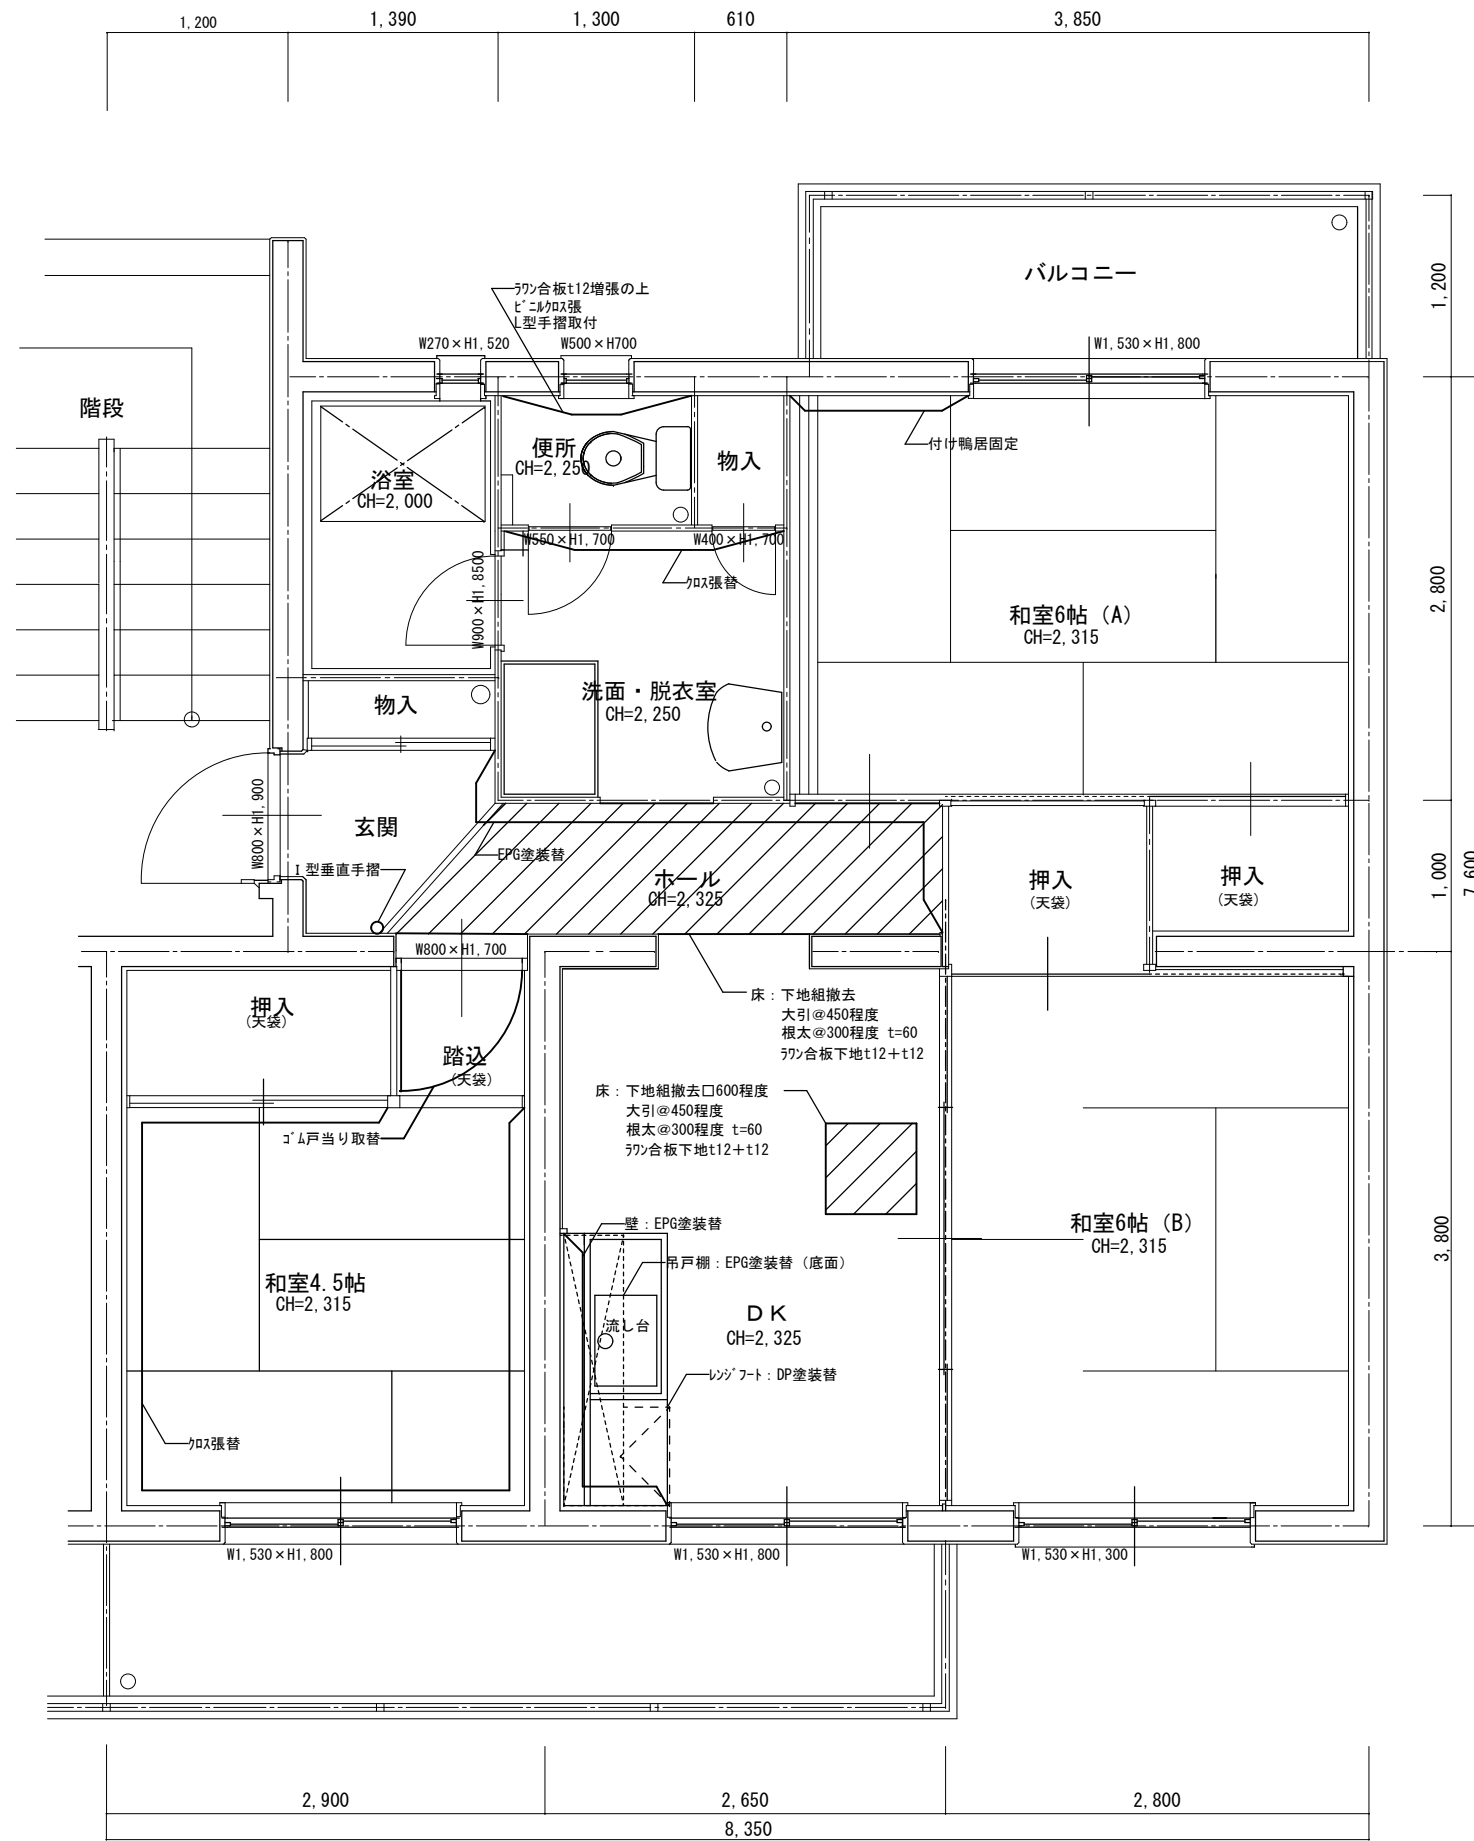 1,200
1,390
1,300
610
3,850
バルコニー
1,200
ﾗﾜﾝ合板t12増張の上
ﾋﾞﾆﾙｸﾛｽ張
L型手摺取付
W270×H1,520
W500×H700
W1,530×H1,800
階段
便所
CH=2,250
物入
付け鴨居固定
浴室
CH=2,000
W550×H1,700
W400×H1,700
ｸﾛｽ張替
W900×H1,8500
2,800
和室6帖（A）
CH=2,315
洗面・脱衣室
CH=2,250
物入
W800×H1,900
玄関
EPG塗装替
I型垂直手摺
ホール
CH=2,325
押入
(天袋)
押入
(天袋)
1,000
7,600
W800×H1,700
押入
(天袋)
踏込
(天袋)
床：下地組撤去
大引@450程度
根太@300程度 t=60
ﾗﾜﾝ合板下地t12＋t12
床：下地組撤去口600程度
大引@450程度
根太@300程度 t=60
ﾗﾜﾝ合板下地t12＋t12
ｺﾞﾑ戸当り取替
壁：EPG塗装替
和室6帖（B）
CH=2,315
3,800
吊戸棚：EPG塗装替（底面）
和室4.5帖
CH=2,315
流し台
ＤＫ
CH=2,325
ﾚﾝｼﾞﾌｰﾄ：DP塗装替
ｸﾛｽ張替
W1,530×H1,800
W1,530×H1,800
W1,530×H1,300
2,900
2,650
2,800
8,350